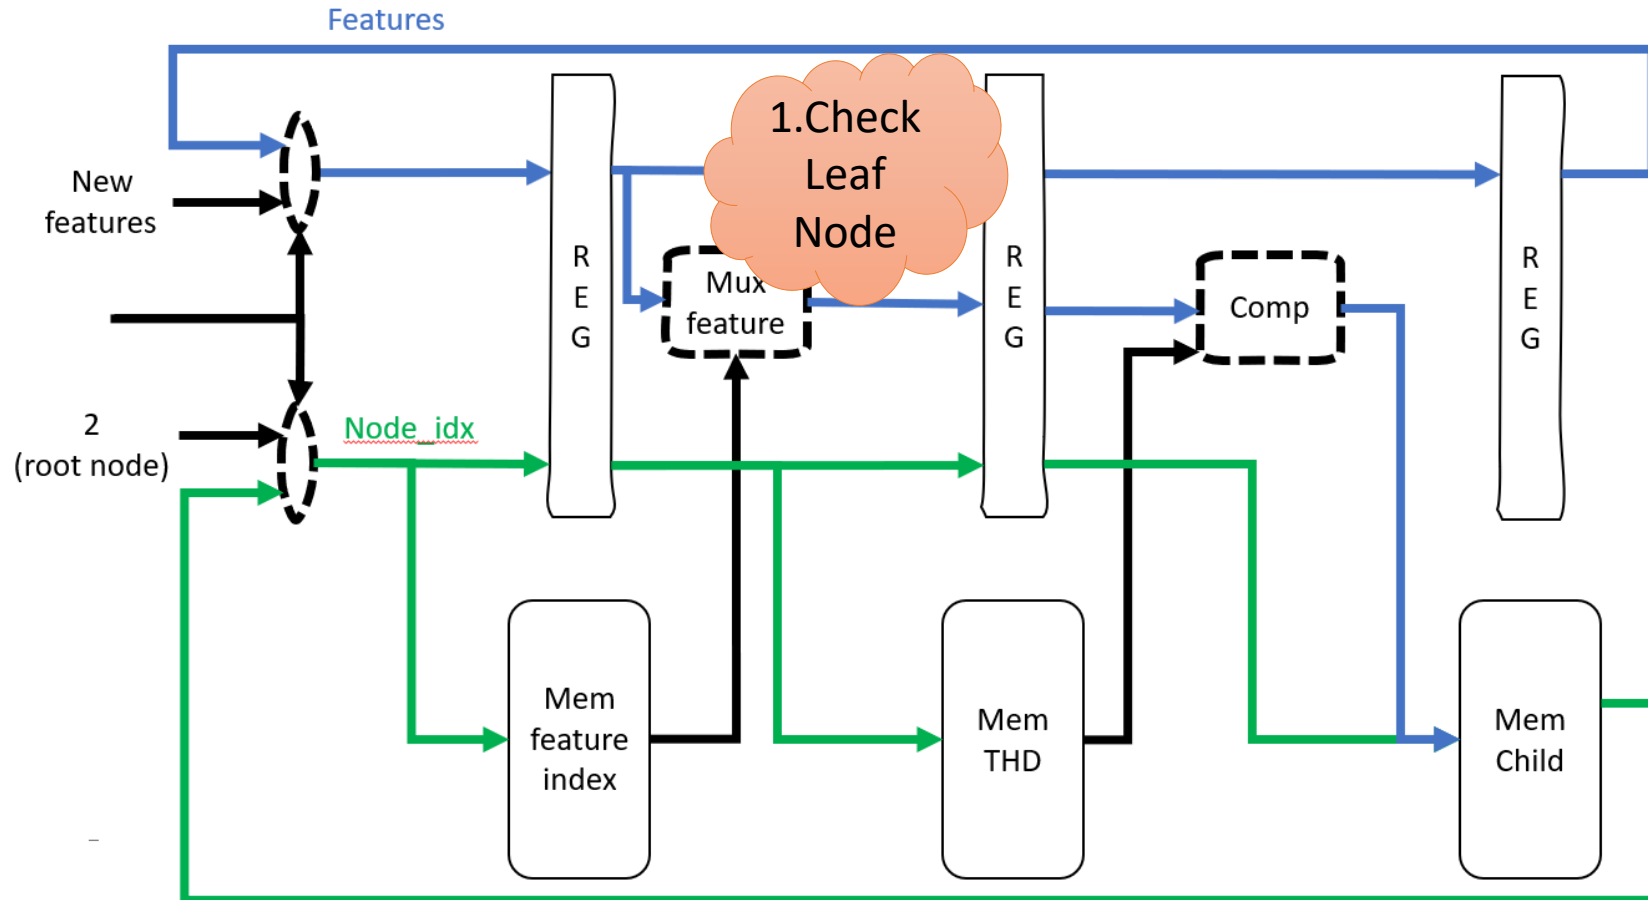 Features
1.Check
Leaf
Node
New
features
R
E
G
Mux
feature
R
E
G
Comp
R
E
G
2
(root node)
Node_idx
Mem
feature
index
Mem
THD
Mem
Child